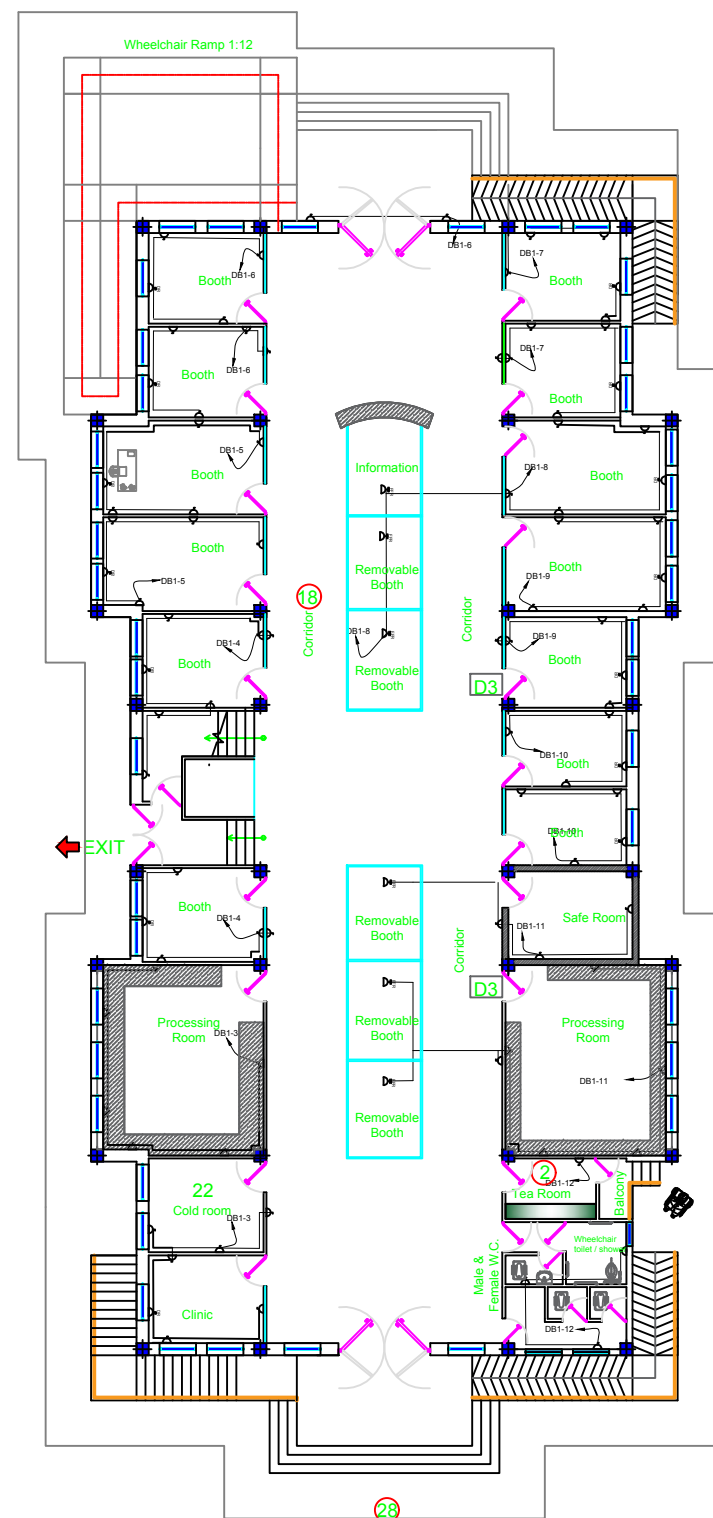 Wheelchair Ramp 1:12
DB1-6
DB1-6
DB1-7
Booth
Booth
DB1-6
DB1-7
Booth
Booth
DB1-5
Booth
Information
DB1-8
Booth
Booth
DB1-5
Removable
Booth
Booth
DB1-9
18
Corridor
Corridor
DB1-4
Booth
DB1-8
Removable
Booth
DB1-9
Booth
D3
DB1-10
Booth
EXIT
DB1-10
Booth
Booth
DB1-4
Removable
Booth
Corridor
Safe Room
DB1-11
D3
Processing
Room
DB1-3
Removable
Booth
Processing
Room
DB1-11
Removable
Booth
22
Cold room
DB1-3
2
DB1-12
Tea Room
Balcony
Wheelchair
toilet / shower
Male &
Female W.C.
Clinic
DB1-12
28